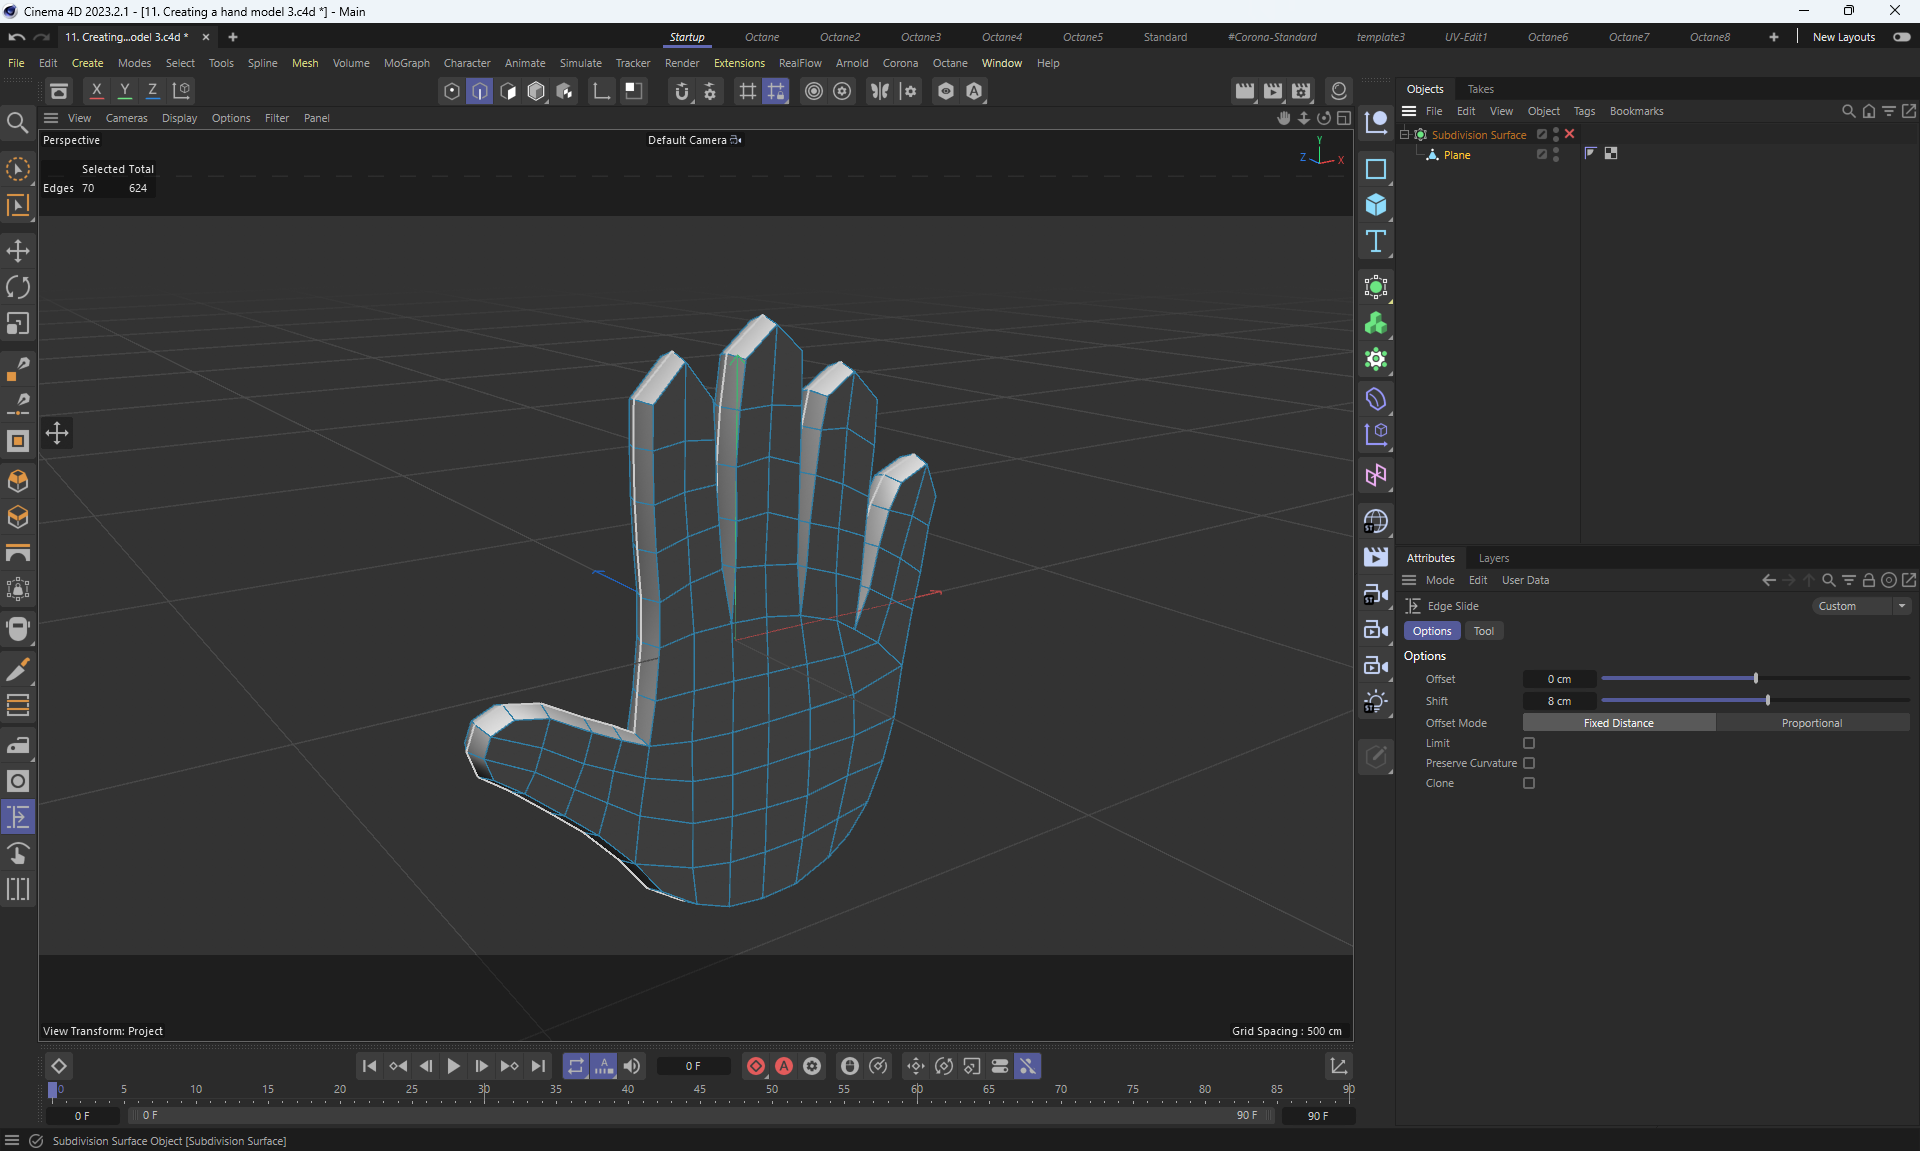 Cinema 4D 2023.2.1 - [11. Creating a hand model 3.c4d *] - Main
11. Creating...odel 3.c4d *
Startup Octane Octane2 Octane3 Octane4 Octane5 Standard #Corona-Standard template3 UV-Edit1 Octane6 Octane7 Octane8 New Layouts
File Edit Create Modes Select Tools Spline Mesh Volume MoGraph Character Animate Simulate Tracker Render Extensions RealFlow Arnold Corona Octane Window Help
X Y Z
Objects Takes
View Cameras Display Options Filter Panel
File Edit View Object Tags Bookmarks
Perspective
Default Camera
Y
Z X
Selected Total
Edges 70 624
Subdivision Surface
Plane
Attributes Layers
Mode Edit User Data
Edge Slide
Custom
Options Tool
Options
Offset 0 cm
Shift 8 cm
Offset Mode Fixed Distance Proportional
Limit
Preserve Curvature
Clone
View Transform: Project
Grid Spacing : 500 cm
0 F
0 5 10 15 20 25 30 35 40 45 50 55 60 65 70 75 80 85 90
0 F 0 F 90 F 90 F
Subdivision Surface Object [Subdivision Surface]